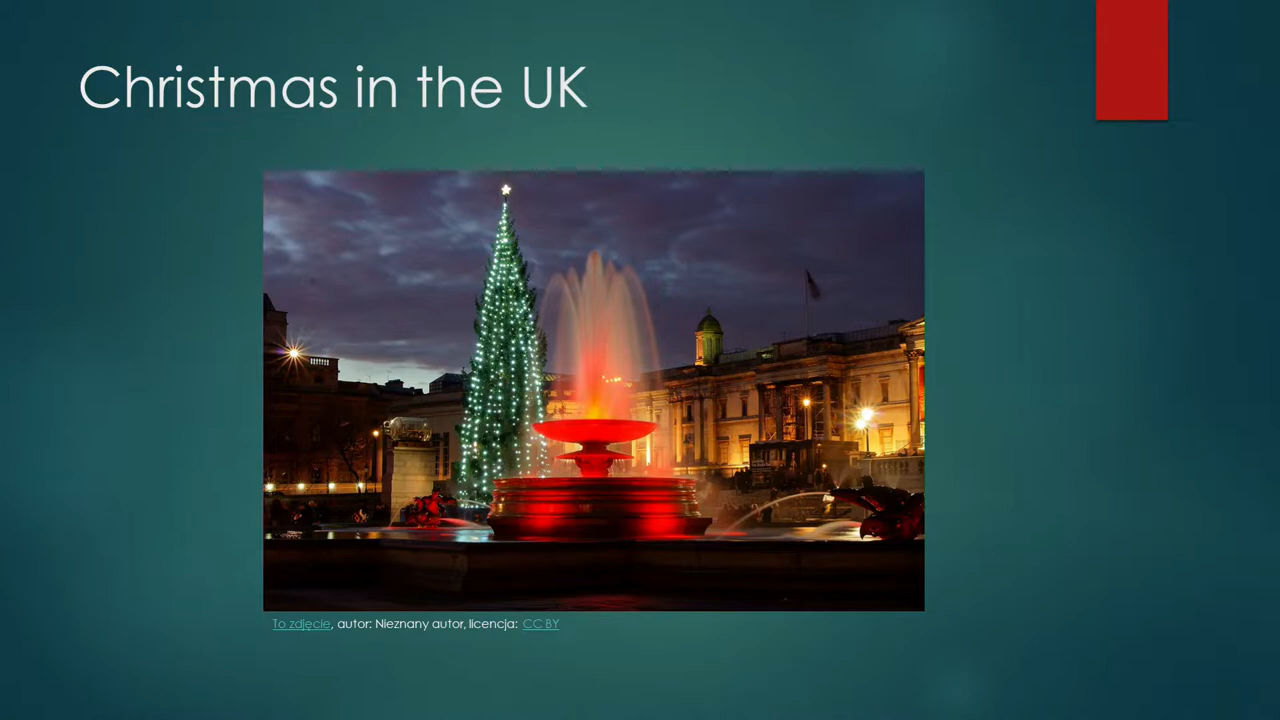 Christmas in the UK
To zdjęcie, autor: Nieznany autor, licencja: CC BY